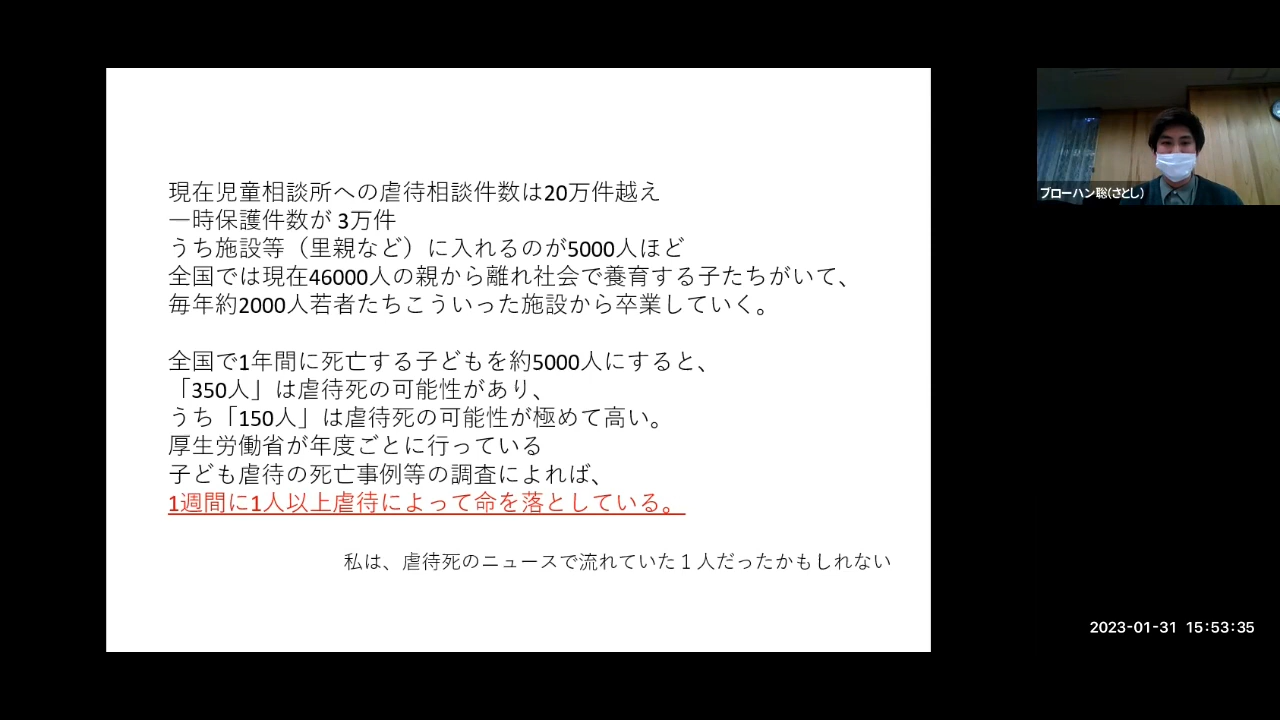 現在児童相談所への虐待相談件数は20万件越え
一時保護件数が 3万件
うち施設等（里親など）に入れるのが5000人ほど
全国では現在46000人の親から離れ社会で養育する子たちがいて、
毎年約2000人若者たちこういった施設から卒業していく。
全国で1年間に死亡する子どもを約5000人にすると、
「350人」は虐待死の可能性があり、
うち「150人」は虐待死の可能性が極めて高い。
厚生労働省が年度ごとに行っている
子ども虐待の死亡事例等の調査によれば、
1週間に1人以上虐待によって命を落としている。
私は、虐待死のニュースで流れていた１人だったかもしれない
ブローハン聡(さとし)
2023-01-31 15:53:35